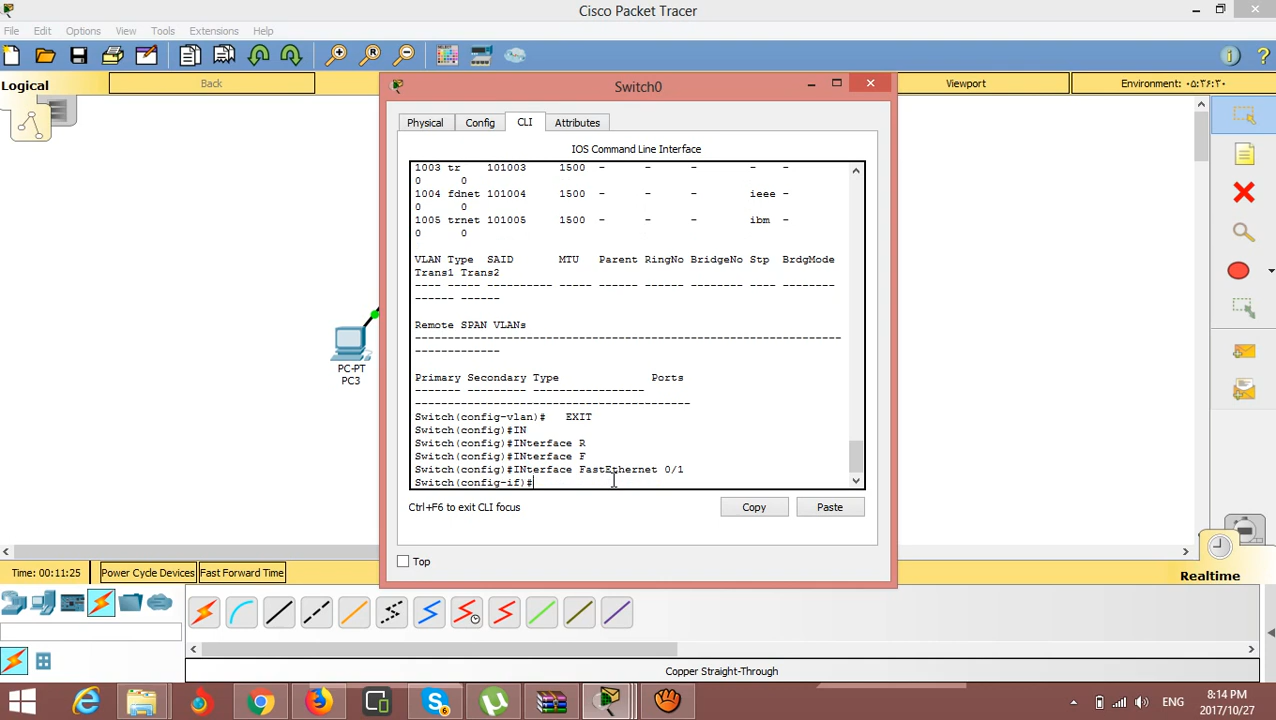 Cisco Packet Tracer
File Edit Options View Tools Extensions Help
Logical
Back
Viewport
Environment: ۰۵:۳۶:۳۰
Switch0
Physical Config CLI Attributes
IOS Command Line Interface
1003 tr 101003 1500 - - - - -
0 0
1004 fdnet 101004 1500 - - - ieee -
0 0
1005 trnet 101005 1500 - - - ibm -
0 0
VLAN Type SAID MTU Parent RingNo BridgeNo Stp BrdgMode
Trans1 Trans2
---- ----- ---------- ----- ------ ------ -------- ---- --------
------ ------
Remote SPAN VLANs
------------------------------------------------------------------------------
-------------
Primary Secondary Type Ports
------- --------- -----------------
------------------------------------------
Switch(config-vlan)# EXIT
Switch(config)#IN
Switch(config)#INterface R
Switch(config)#INterface F
Switch(config)#INterface FastEthernet 0/1
Switch(config-if)#
PC-PT
PC3
Ctrl+F6 to exit CLI focus
Copy
Paste
Top
Time: 00:11:25
Power Cycle Devices
Fast Forward Time
Realtime
Copper Straight-Through
ENG
8:14 PM
2017/10/27